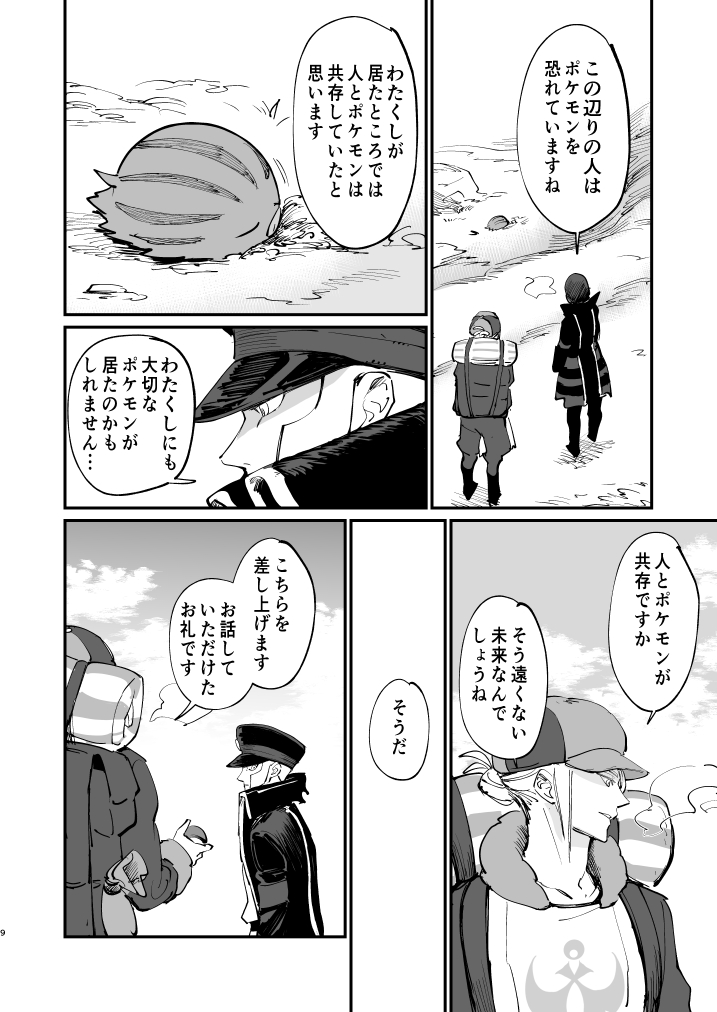 この辺りの人は
ポケモンを
恐れていますね
わたくしが
居たところでは
人とポケモンは
共存していたと
思います
わたくしにも
大切な
ポケモンが
居たのかも
しれません…
人とポケモンが
共存ですか
そう遠くない
未来なんで
しょうね
そうだ
こちらを
差し上げます
お話して
いただけた
お礼です
9